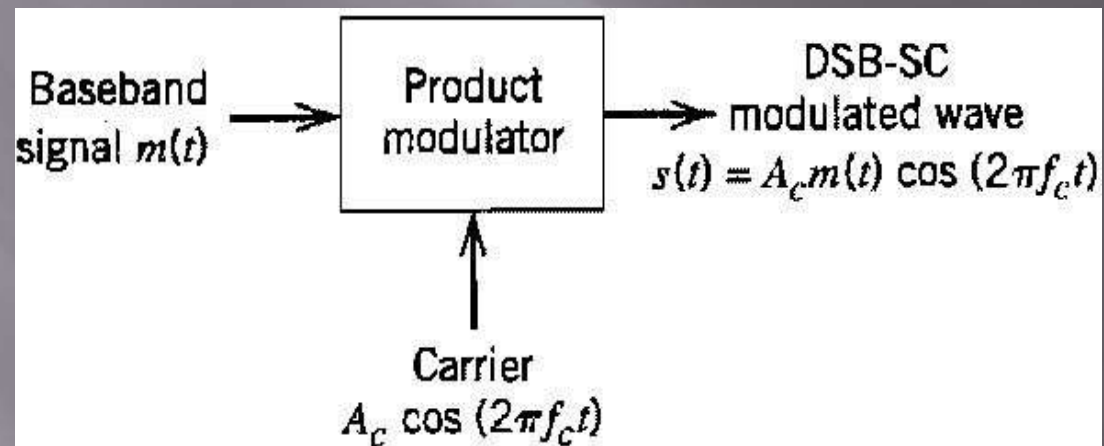 Baseband
signal m(t)
Product
modulator
DSB-SC
modulated wave
s(t) = A_c m(t) cos (2πf_c t)
Carrier
A_c cos (2πf_c t)